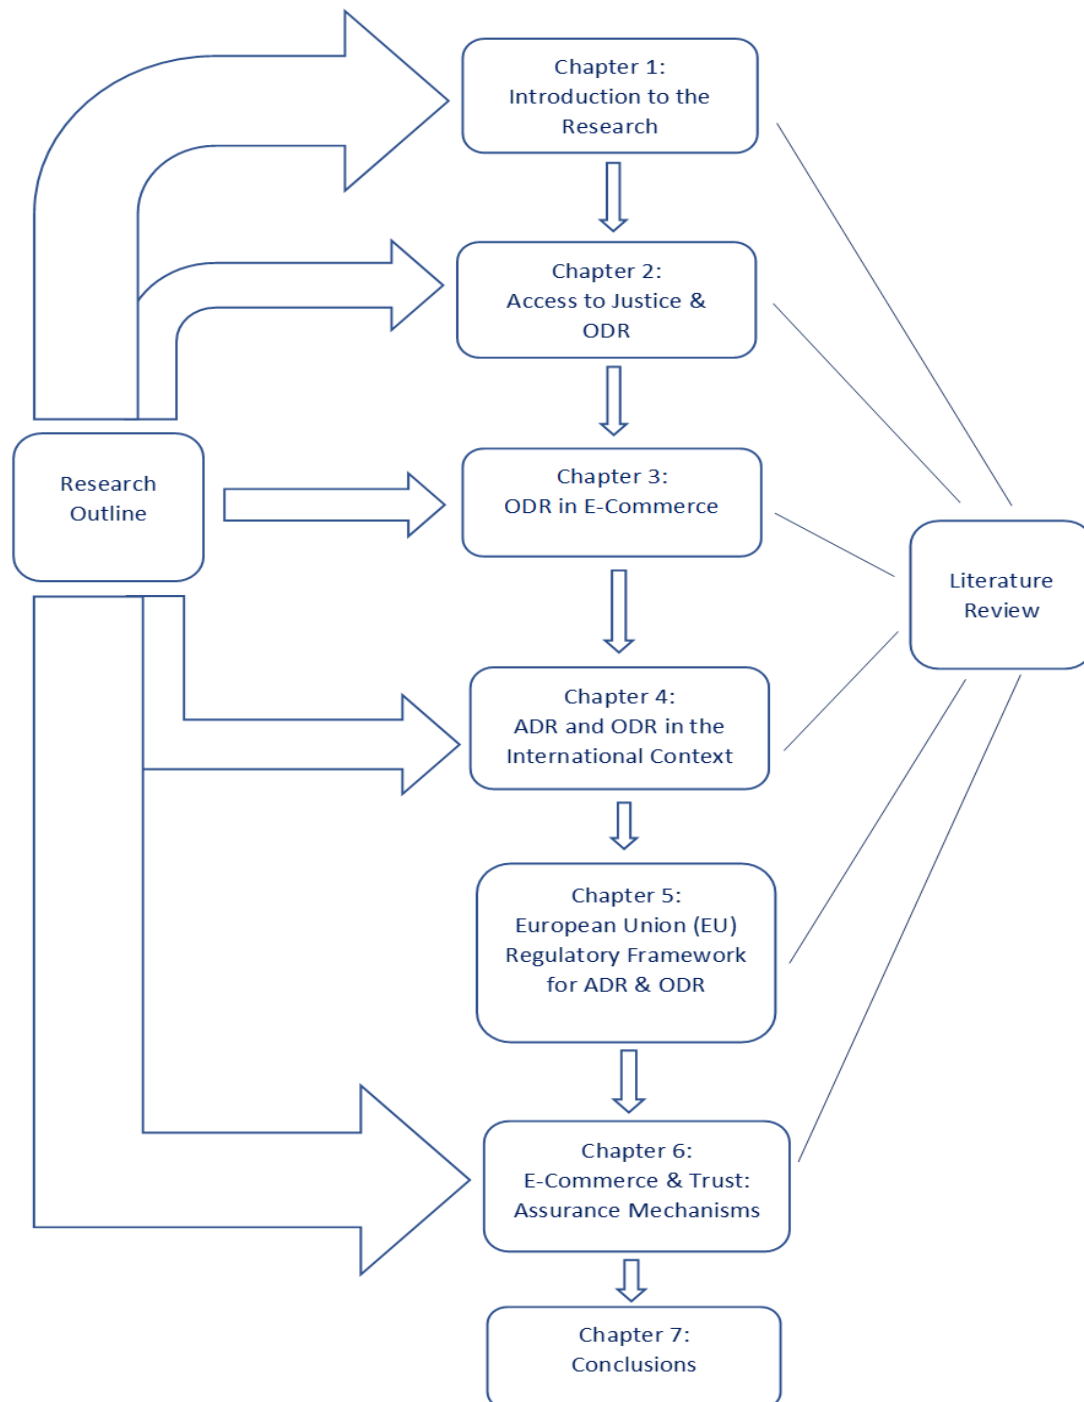 Chapter 1:
Introduction to the
Research
Chapter 2:
Access to Justice &
ODR
Research
Outline
Chapter 3:
ODR in E-Commerce
Literature
Review
Chapter 4:
ADR and ODR in the
International Context
Chapter 5:
European Union (EU)
Regulatory Framework
for ADR & ODR
Chapter 6:
E-Commerce & Trust:
Assurance Mechanisms
Chapter 7:
Conclusions